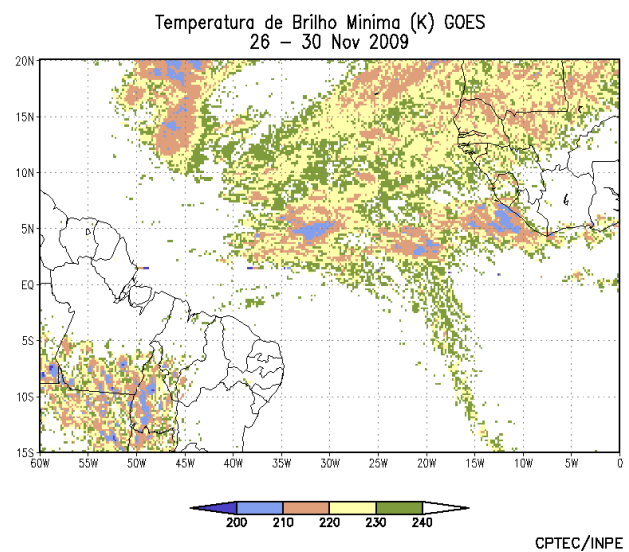 Temperatura de Brilho Minima (K) GOES
26 – 30 Nov 2009
20N
15N
10N
5N
EQ
5S
10S
15S
60W 55W 50W 45W 40W 35W 30W 25W 20W 15W 10W 5W 0
200 210 220 230 240
CPTEC/INPE